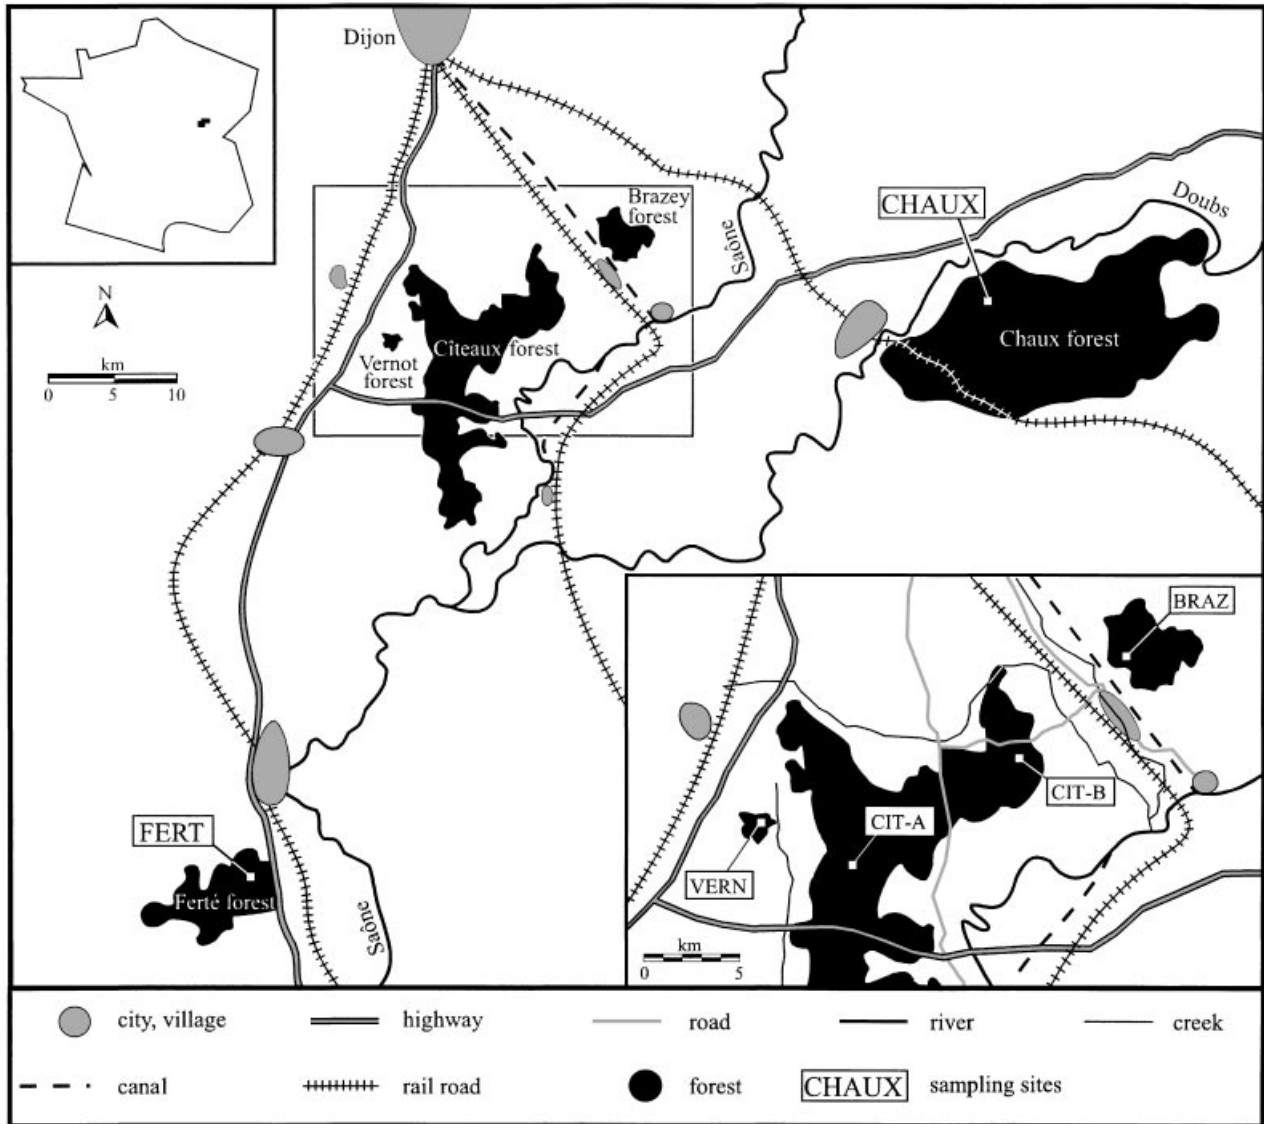 Dijon
Brazey
forest
CHAUX
Doubs
Saône
N
km
0 5 10
Vernot
forest
Cîteaux forest
Chaux forest
FERT
Ferté forest
Saône
BRAZ
CIT-B
CIT-A
VERN
km
0 5
city, village
highway
road
river
creek
canal
rail road
forest
CHAUX
sampling sites